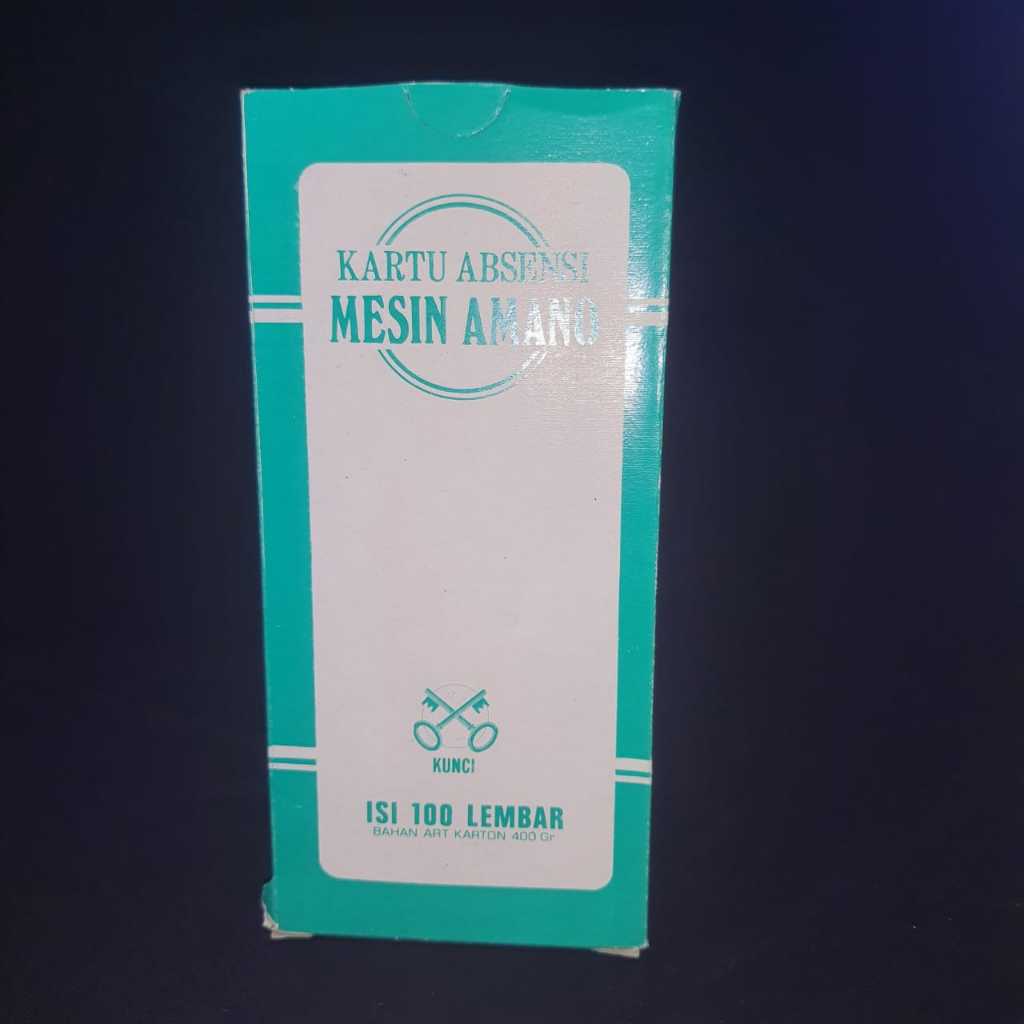 KARTU ABSENSI
MESIN AMANO
KUNCI
ISI 100 LEMBAR
BAHAN ART KARTON 400 Gr